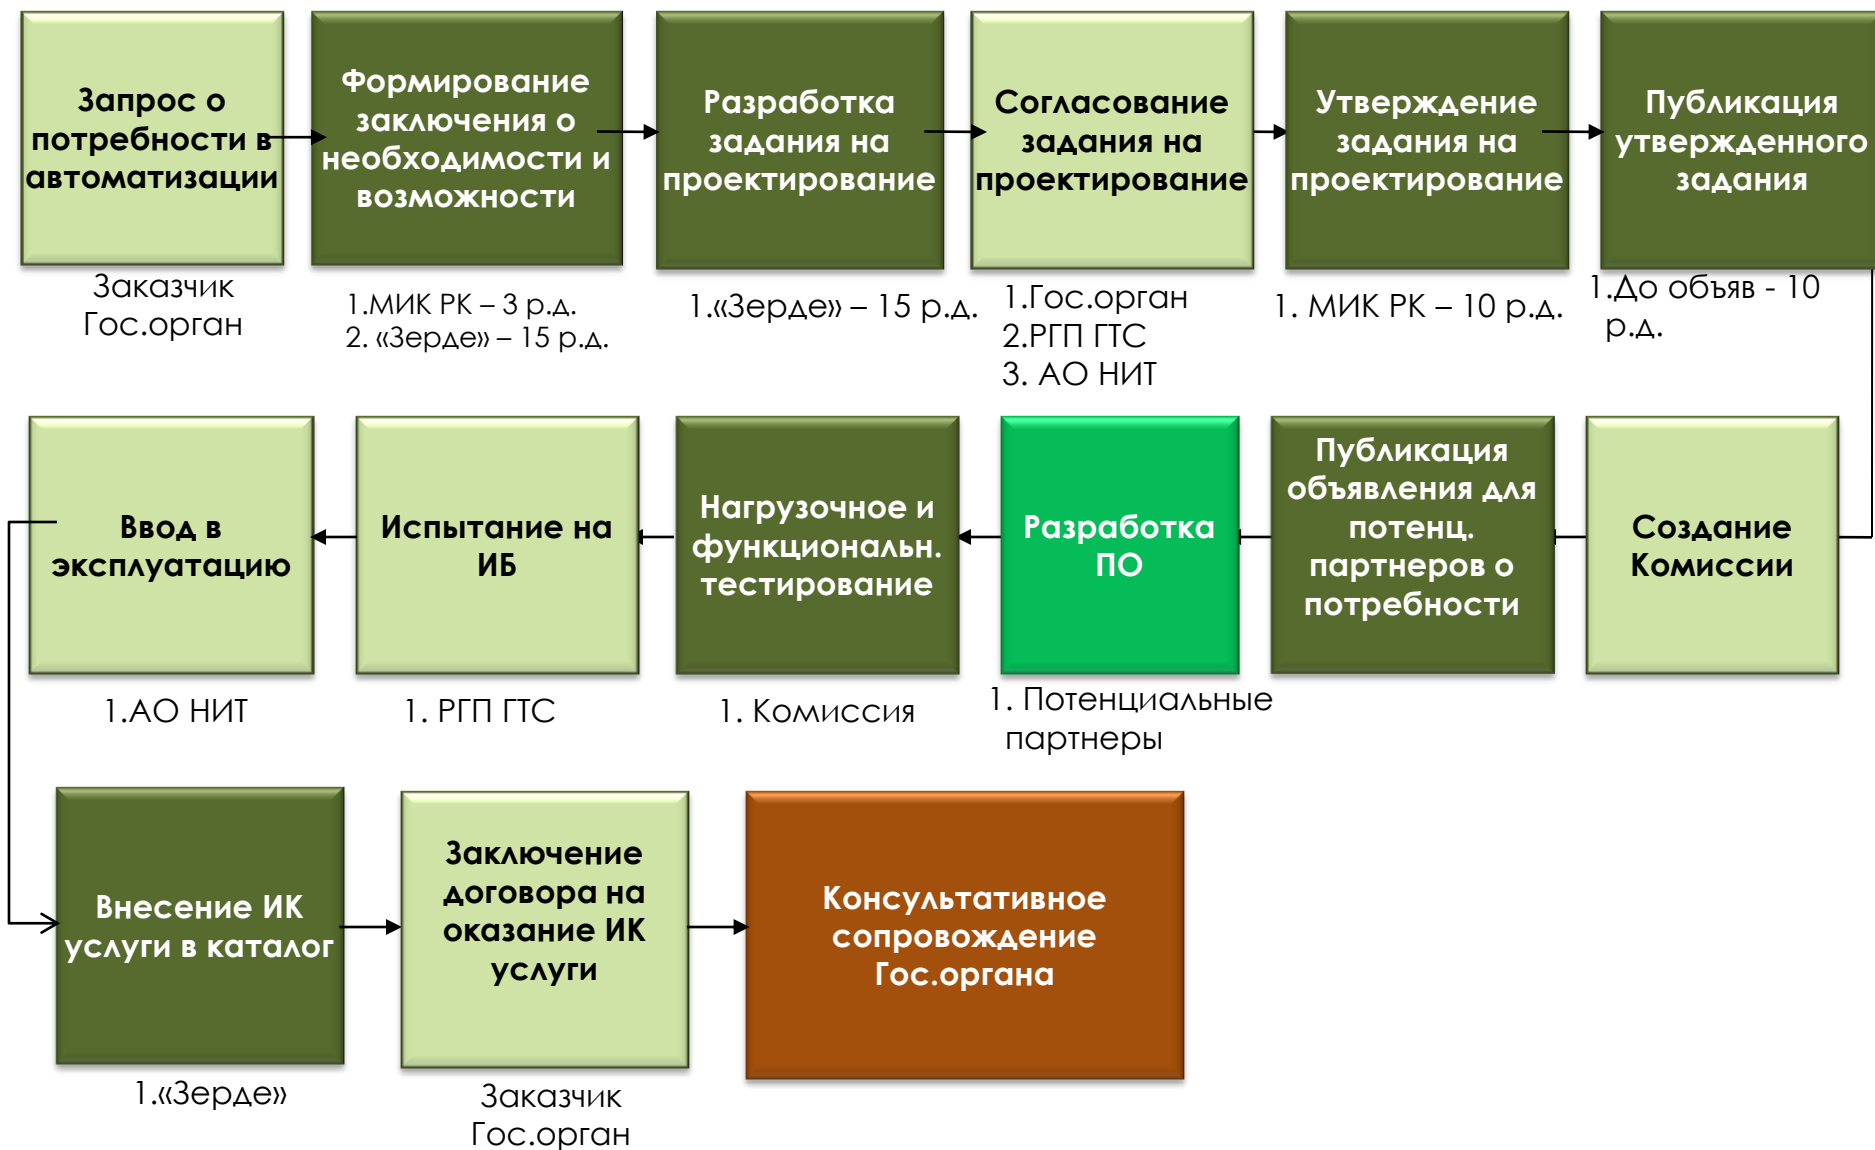 Запрос о
потребности в
автоматизации
Заказчик
Гос.орган
Формирование
заключения о
необходимости и
возможности
1.МИК РК – 3 р.д.
2. «Зерде» – 15 р.д.
Разработка
задания на
проектирование
1.«Зерде» – 15 р.д.
Согласование
задания на
проектирование
1.Гос.орган
2.РГП ГТС
3. АО НИТ
Утверждение
задания на
проектирование
1. МИК РК – 10 р.д.
Публикация
утвержденного
задания
1.До объяв - 10
р.д.
Создание
Комиссии
Публикация
объявления для
потенц.
партнеров о
потребности
Разработка
ПО
1. Потенциальные
партнеры
Нагрузочное и
функциональн.
тестирование
1. Комиссия
Испытание на
ИБ
1. РГП ГТС
Ввод в
эксплуатацию
1.АО НИТ
Внесение ИК
услуги в каталог
1.«Зерде»
Заключение
договора на
оказание ИК
услуги
Заказчик
Гос.орган
Консультативное
сопровождение
Гос.органа